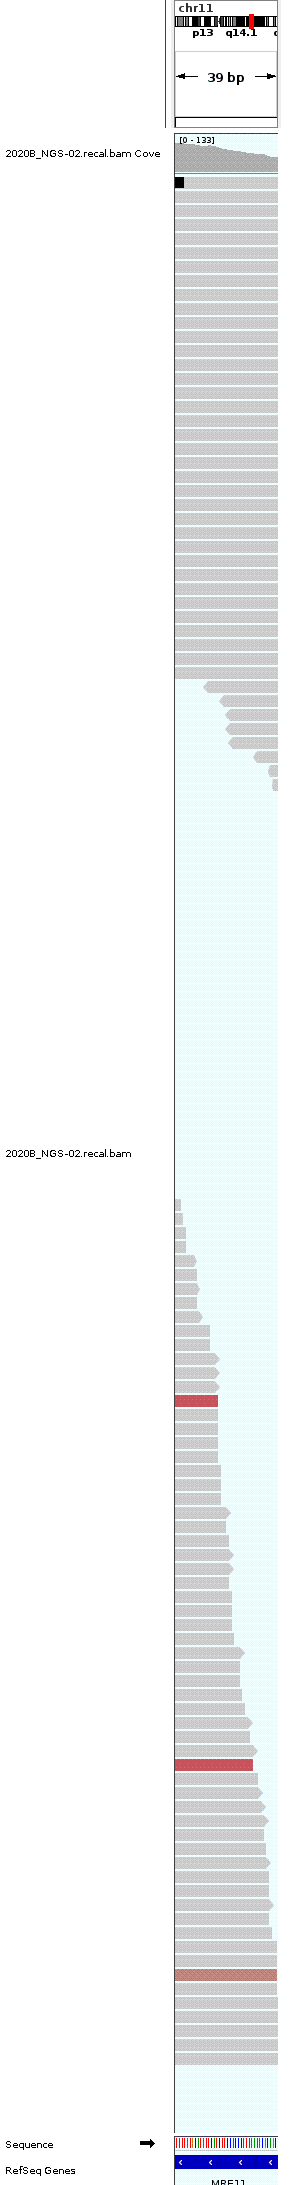 chr11
p13 q14.1
39 bp
[0 - 133]
2020B_NGS-02.recal.bam Cove
2020B_NGS-02.recal.bam
Sequence
RefSeq Genes
MRE11